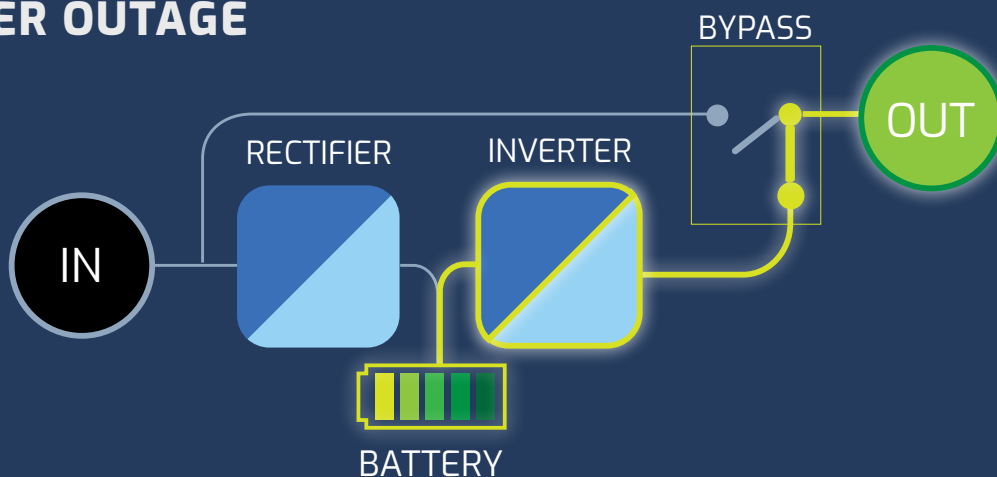 ER OUTAGE
BYPASS
OUT
RECTIFIER
INVERTER
IN
BATTERY